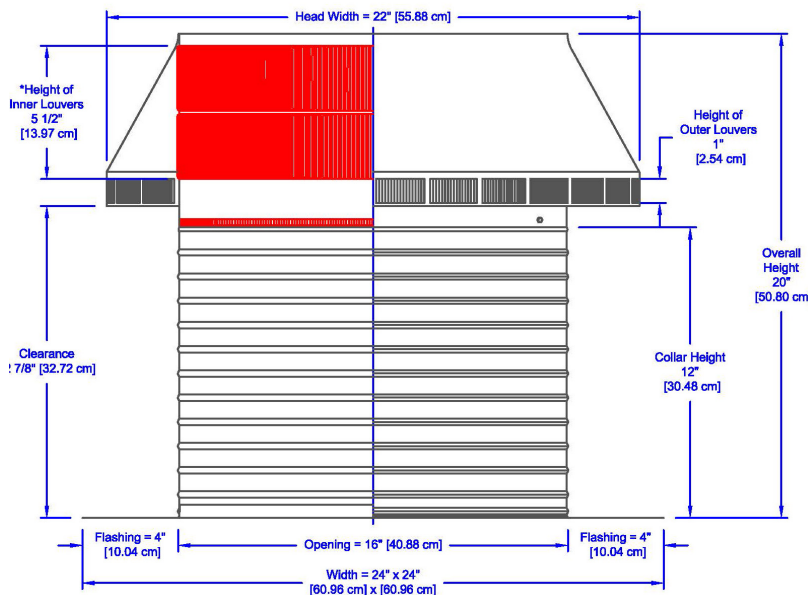 Head Width = 22" [55.88 cm]
*Height of
Inner Louvers
5 1/2"
[13.97 cm]
Height of
Outer Louvers
1"
[2.54 cm]
Overall
Height
20"
[50.80 cm
Clearance
2 7/8" [32.72 cm]
Collar Height
12"
[30.48 cm]
Flashing = 4"
[10.04 cm]
Opening = 16" [40.88 cm]
Flashing = 4"
[10.04 cm]
Width = 24" x 24"
[60.96 cm] x [60.96 cm]